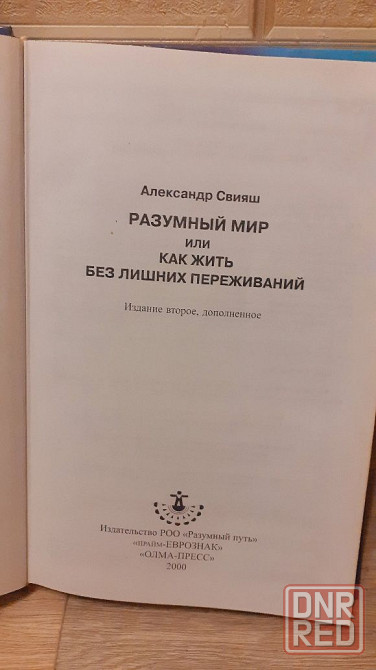 Александр Свияш
РАЗУМНЫЙ МИР
или
КАК ЖИТЬ
БЕЗ ЛИШНИХ ПЕРЕЖИВАНИЙ
Издание второе, дополненное
Издательство РОО «Разумный путь»
«ПРАЙМ-ЕВРОЗНАК»
«ОЛМА-ПРЕСС»
2000
DNR
RED